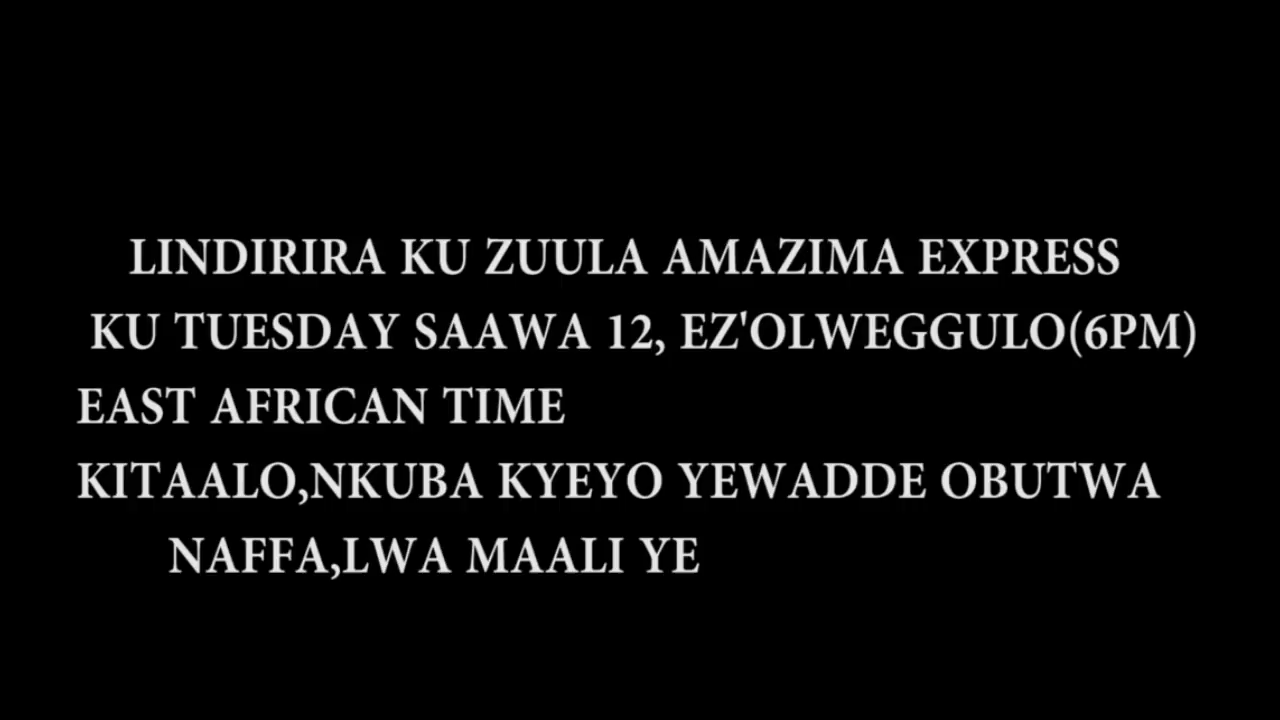 LINDIRIRA KU ZUULA AMAZIMA EXPRESS
KU TUESDAY SAAWA 12, EZ'OLWEGGULO(6PM)
EAST AFRICAN TIME
KITAALO,NKUBA KYEYO YEWADDE OBUTWA
NAFFA,LWA MAALI YE